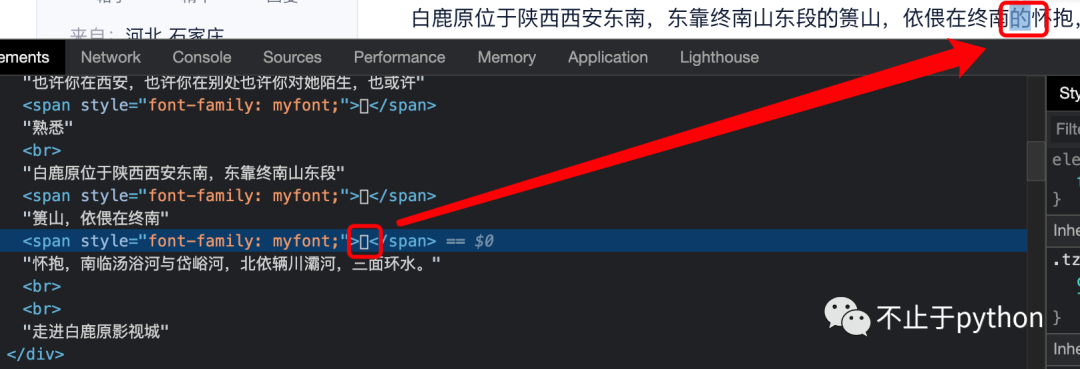 来自：河北 石家庄
白鹿原位于陕西西安东南，东靠终南山东段的篑山，依偎在终南的怀抱，
ements Network Console Sources Performance Memory Application Lighthouse
"也许你在西安，也许你在别处也许你对她陌生，也或许"
<span style="font-family: myfont;">▯</span>
"熟悉"
<br>
"白鹿原位于陕西西安东南，东靠终南山东段"
<span style="font-family: myfont;">▯</span>
"篑山，依偎在终南"
<span style="font-family: myfont;">▯</span> == $0
"怀抱，南临汤浴河与岱峪河，北依辆川灞河，三面环水。"
<br>
<br>
"走进白鹿原影视城"
</div>
Sty
Filte
ele
}
Inhe
.tz
}
Inhe
不止于python